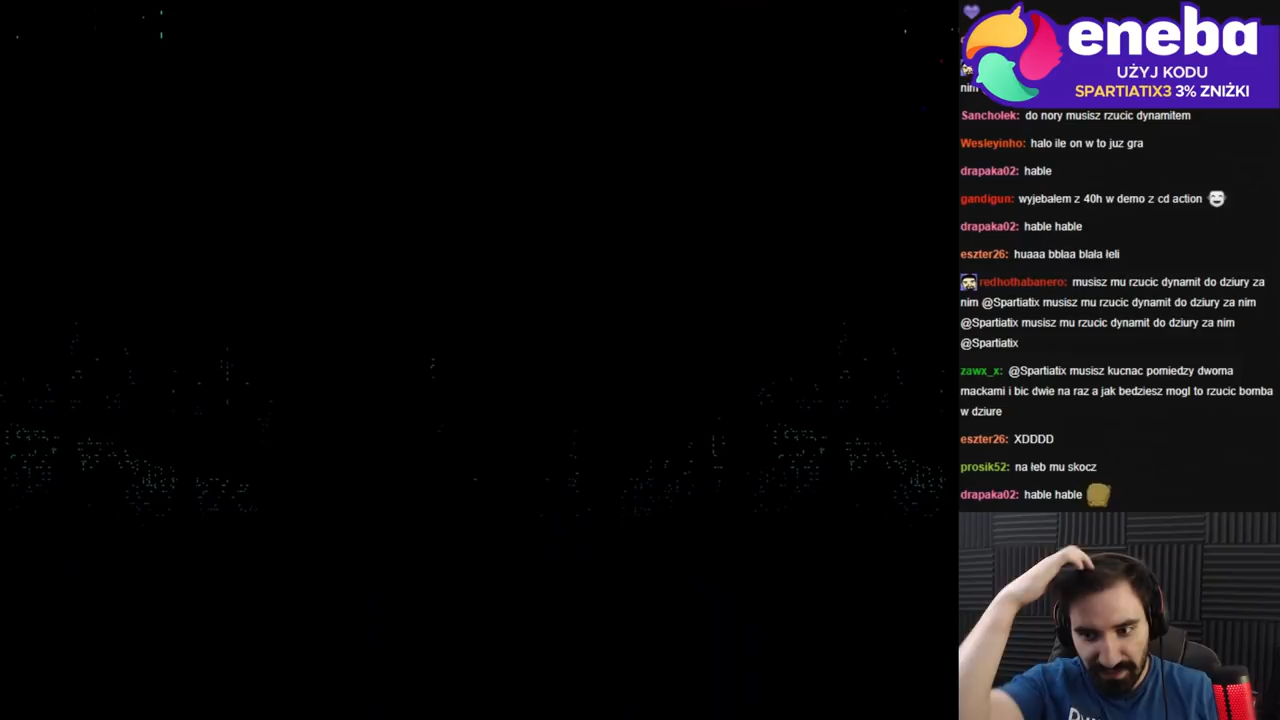 eneba
UŻYJ KODU
SPARTIATIX3 3% ZNIŻKI
nim
Sancholek: do nory musisz rzucic dynamitem
Wesleyinho: halo ile on w to juz gra
drapaka02: hable
gandigun: wyjebałem z 40h w demo z cd action
drapaka02: hable hable
eszter26: huaaa bblaa blala łeli
redhothabanero: musisz mu rzucic dynamit do dziury za
nim @Spartiatix musisz mu rzucic dynamit do dziury za nim
@Spartiatix musisz mu rzucic dynamit do dziury za nim
@Spartiatix
zawx_x: @Spartiatix musisz kucnac pomiedzy dwoma
mackami i bic dwie na raz a jak bedziesz mogl to rzucic bomba
w dziure
eszter26: XDDDD
prosik52: na łeb mu skocz
drapaka02: hable hable